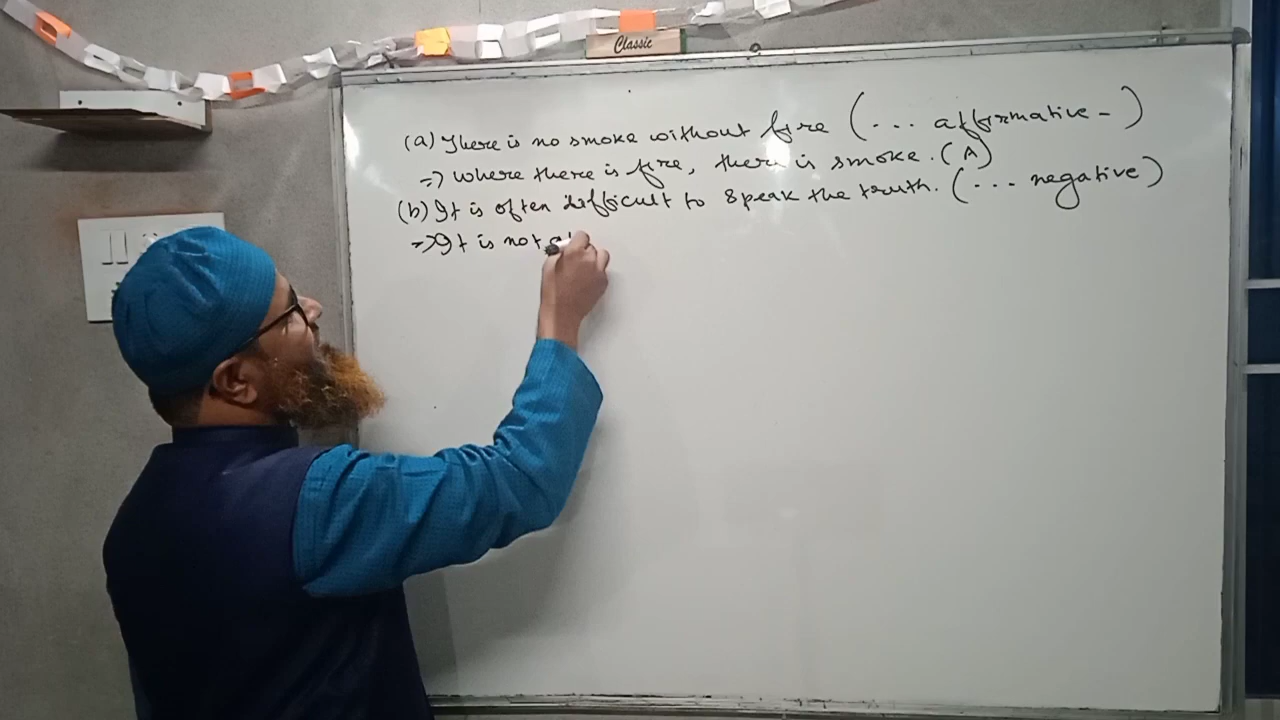 Classic
(a) There is no smoke without fire (... affirmative - )
=> Where there is fire, there is smoke. (A)
(b) It is often difficult to speak the truth. (... negative)
=> It is not